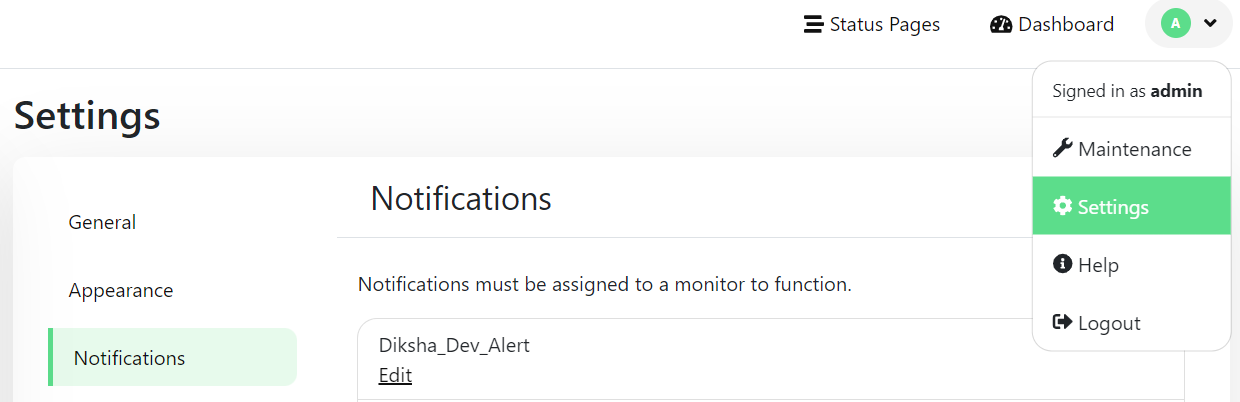 Status Pages
Dashboard
A
Signed in as admin
Maintenance
Settings
Help
Logout
Settings
General
Appearance
Notifications
Notifications
Notifications must be assigned to a monitor to function.
Diksha_Dev_Alert
Edit